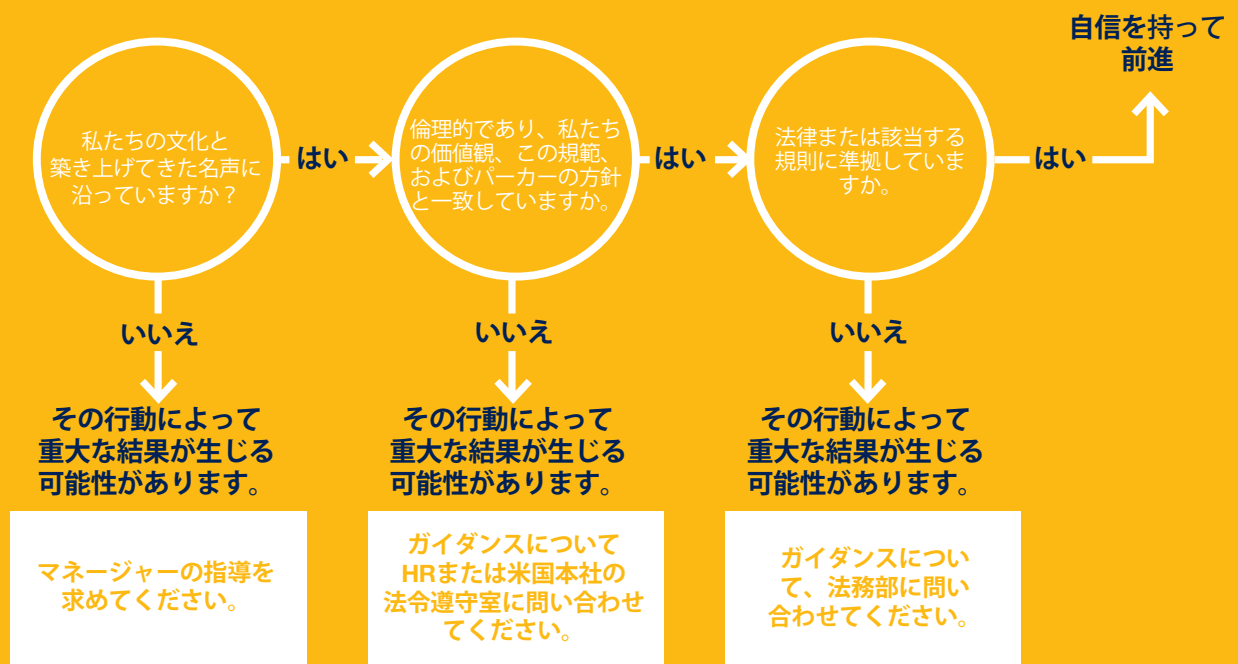 自信を持って
前進
私たちの文化と
築き上げてきた名声に
沿っていますか？
はい
倫理的であり、私たち
の価値観、この規範、
およびパーカーの方針
と一致していますか。
はい
法律または該当する
規則に準拠していま
すか。
はい
いいえ
いいえ
いいえ
その行動によって
重大な結果が生じる
可能性があります。
その行動によって
重大な結果が生じる
可能性があります。
その行動によって
重大な結果が生じる
可能性があります。
マネージャーの指導を
求めてください。
ガイダンスについて
HRまたは米国本社の
法令遵守室に問い合わせ
てください。
ガイダンスについ
て、法務部に問い
合わせてください。